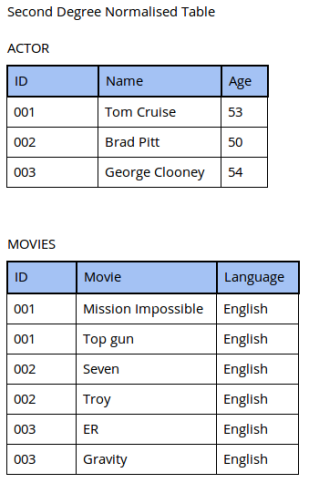 Second Degree Normalised Table
ACTOR
ID Name Age
001 Tom Cruise 53
002 Brad Pitt 50
003 George Clooney 54
MOVIES
ID Movie Language
001 Mission Impossible English
001 Top gun English
002 Seven English
002 Troy English
003 ER English
003 Gravity English